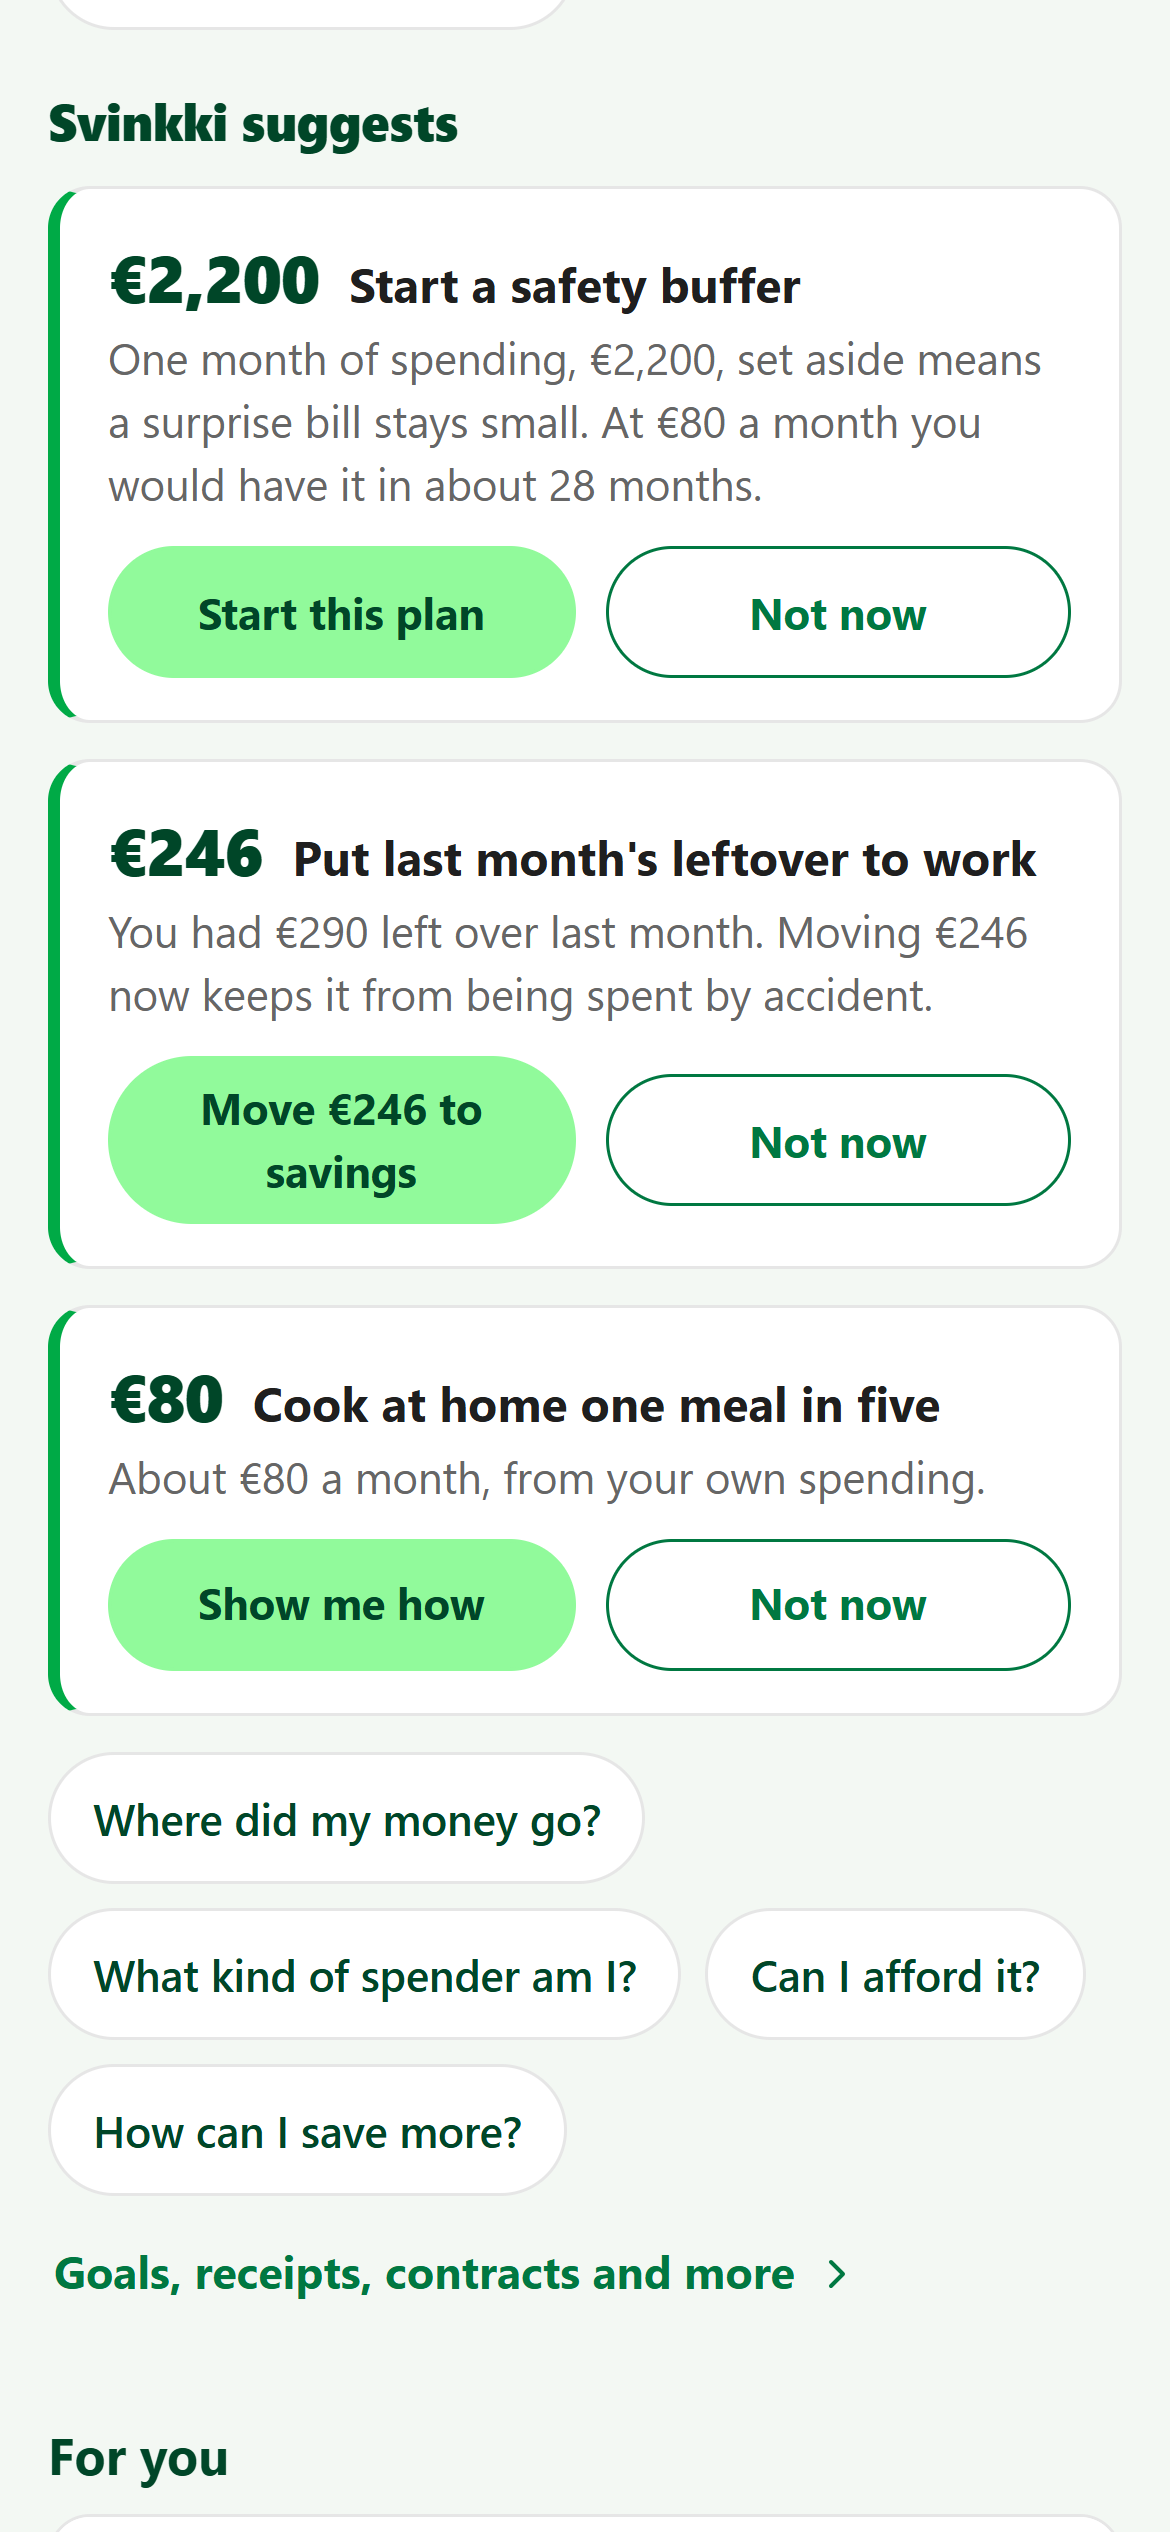 Svinkki suggests
€2,200 Start a safety buffer
One month of spending, €2,200, set aside means
a surprise bill stays small. At €80 a month you
would have it in about 28 months.
Start this plan
Not now
€246 Put last month's leftover to work
You had €290 left over last month. Moving €246
now keeps it from being spent by accident.
Move €246 to
savings
Not now
€80 Cook at home one meal in five
About €80 a month, from your own spending.
Show me how
Not now
Where did my money go?
What kind of spender am I?
Can I afford it?
How can I save more?
Goals, receipts, contracts and more
For you